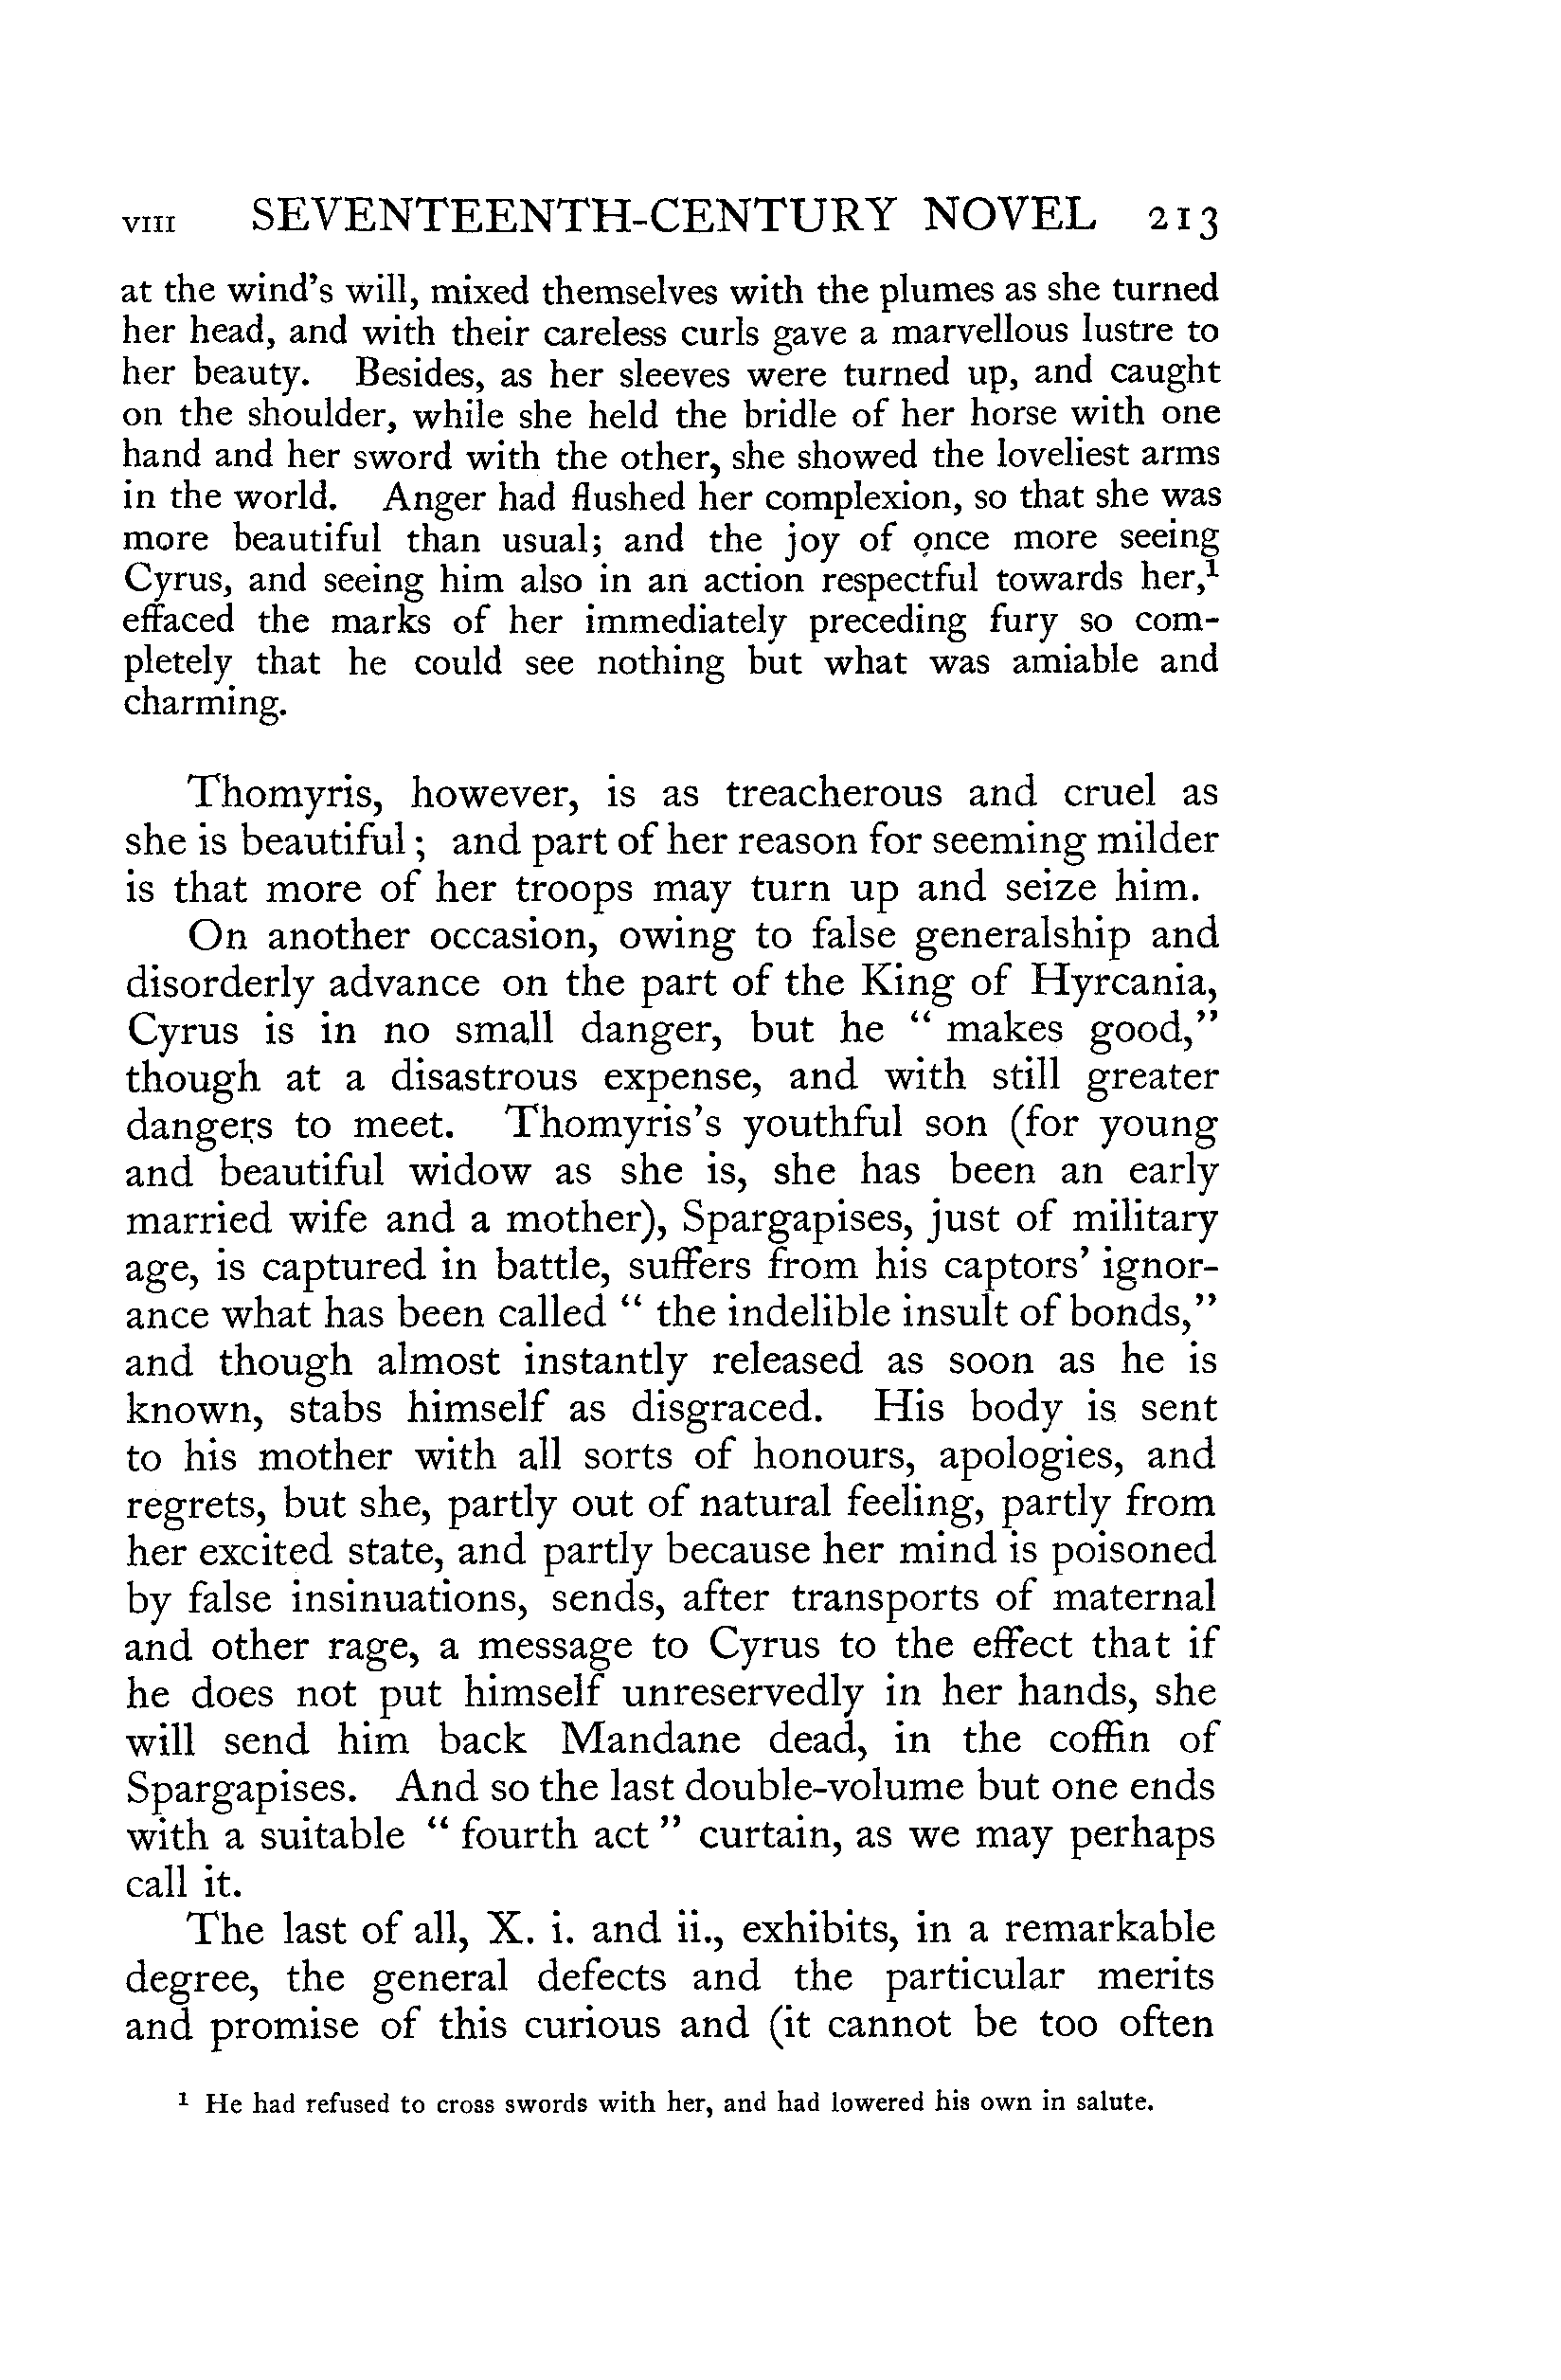 VIII SEVENTEENTH-CENTURY NOVEL 213
at the wind's will, mixed themselves with the plumes as she turned
her head, and with their careless curls gave a marvellous lustre to
her beauty. Besides, as her sleeves were turned up, and caught
on the shoulder, while she held the bridle of her horse with one
hand and her sword with the other, she showed the loveliest arms
in the world. Anger had flushed her complexion, so that she was
more beautiful than usual; and the joy of once more seeing
Cyrus, and seeing him also in an action respectful towards her,¹
effaced the marks of her immediately preceding fury so com-
pletely that he could see nothing but what was amiable and
charming.
Thomyris, however, is as treacherous and cruel as
she is beautiful; and part of her reason for seeming milder
is that more of her troops may turn up and seize him.
On another occasion, owing to false generalship and
disorderly advance on the part of the King of Hyrcania,
Cyrus is in no small danger, but he "makes good,"
though at a disastrous expense, and with still greater
dangers to meet. Thomyris's youthful son (for young
and beautiful widow as she is, she has been an early
married wife and a mother), Spargapises, just of military
age, is captured in battle, suffers from his captors' ignor-
ance what has been called "the indelible insult of bonds,"
and though almost instantly released as soon as he is
known, stabs himself as disgraced. His body is sent
to his mother with all sorts of honours, apologies, and
regrets, but she, partly out of natural feeling, partly from
her excited state, and partly because her mind is poisoned
by false insinuations, sends, after transports of maternal
and other rage, a message to Cyrus to the effect that if
he does not put himself unreservedly in her hands, she
will send him back Mandane dead, in the coffin of
Spargapises. And so the last double-volume but one ends
with a suitable "fourth act" curtain, as we may perhaps
call it.
The last of all, X. i. and ii., exhibits, in a remarkable
degree, the general defects and the particular merits
and promise of this curious and (it cannot be too often
¹ He had refused to cross swords with her, and had lowered his own in salute.